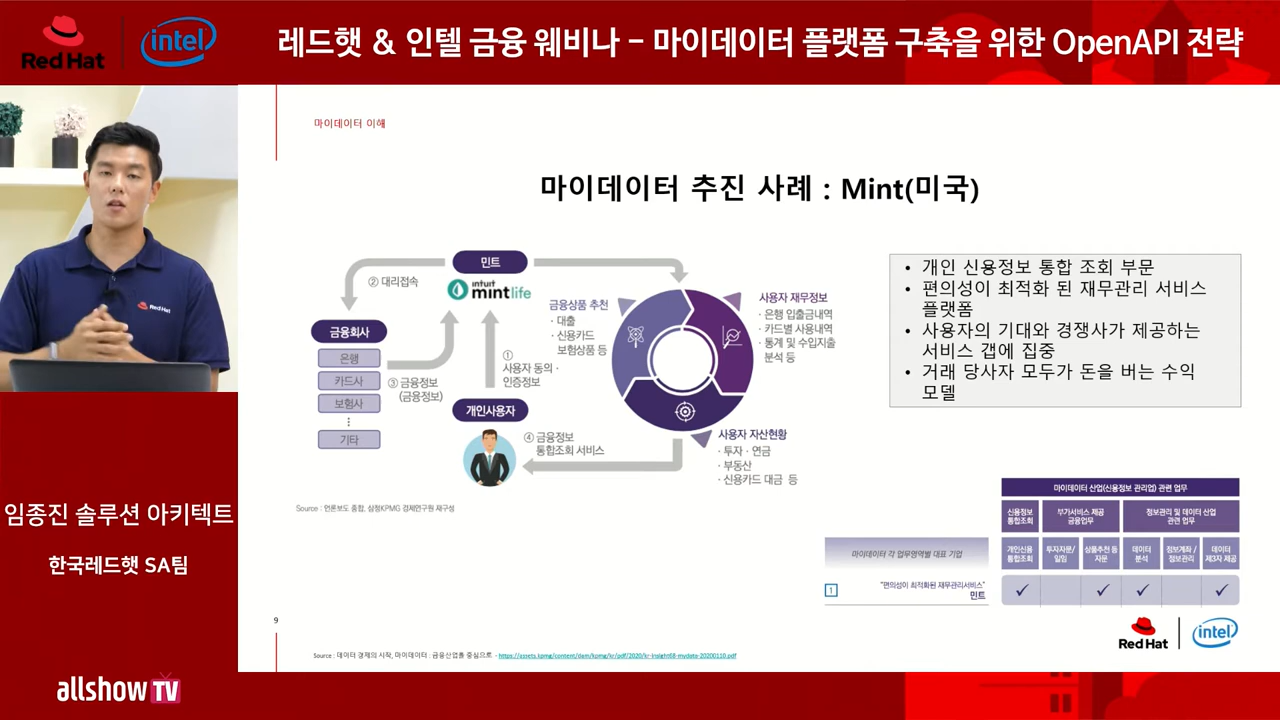 Red Hat
intel
레드햇 & 인텔 금융 웨비나 – 마이데이터 플랫폼 구축을 위한 OpenAPI 전략
Red Hat
임종진 솔루션 아키텍트
한국레드햇 SA팀
allshow TV
마이데이터 이해
마이데이터 추진 사례 : Mint(미국)
민트
② 대리접속
intuit
mintlife
금융회사
은행
카드사
보험사
기타
③ 금융정보
(금융정보)
①
사용자 동의 ·
인증정보
개인사용자
④ 금융정보
통합조회 서비스
금융상품 추천
· 대출
· 신용카드
보험상품 등
사용자 재무정보
· 은행 입출금내역
· 카드별 사용내역
· 통계 및 수입지출
분석 등
사용자 자산현황
· 투자 · 연금
· 부동산
· 신용카드 대금 등
Source : 언론보도 종합, 삼정KPMG 경제연구원 재구성
• 개인 신용정보 통합 조회 부문
• 편의성이 최적화 된 재무관리 서비스
플랫폼
• 사용자의 기대와 경쟁사가 제공하는
서비스 갭에 집중
• 거래 당사자 모두가 돈을 버는 수익
모델
마이데이터 산업(신용정보 관리업) 관련 업무
신용정보
통합조회
부가서비스 제공
금융업무
정보관리 및 데이터 산업
관련 업무
마이데이터 각 업무영역별 대표 기업
개인신용
통합조회
투자자문/
일임
상품추천 등
자문
데이터
분석
정보계좌 /
정보관리
데이터
제3자 제공
1
"편의성이 최적화된 재무관리서비스"
민트
✓ ✓ ✓ ✓
Red Hat
intel
9
Source : 데이터 경제의 시작, 마이데이터 : 금융산업을 중심으로 - https://assets.kpmg/content/dam/kpmg/kr/pdf/2020/kr-insight68-mydata-20200110.pdf